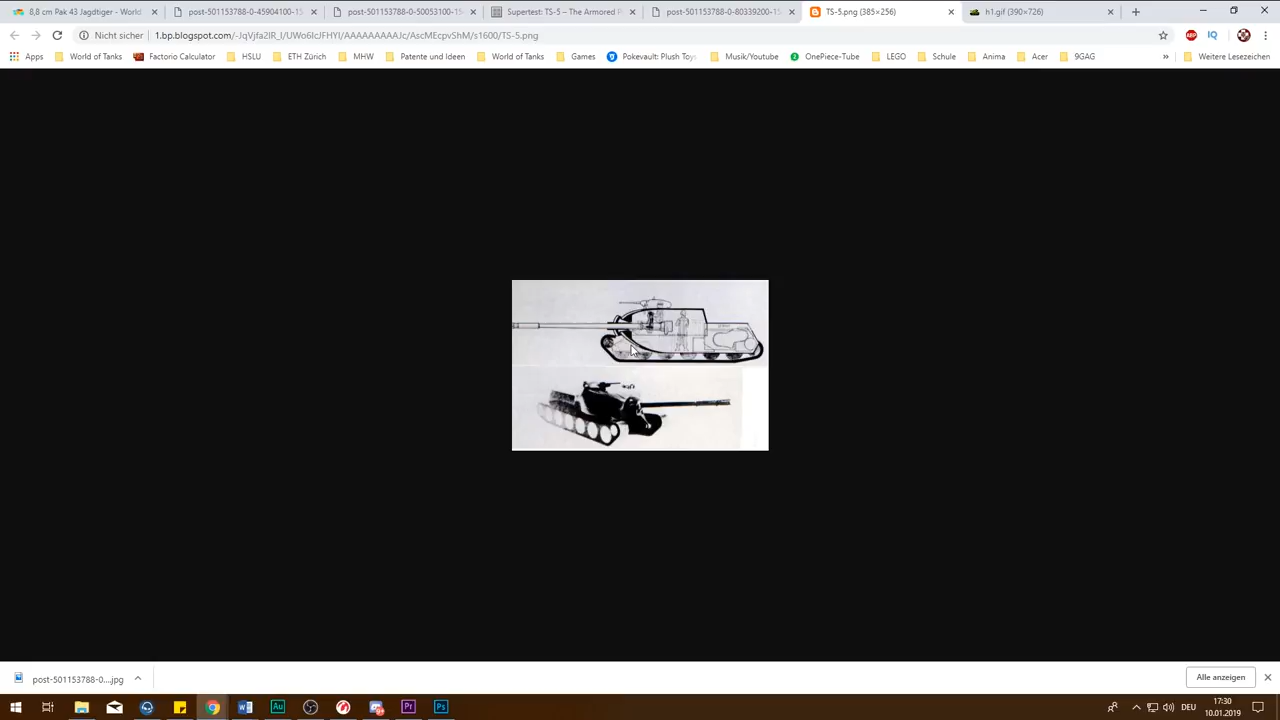 8,8 cm Pak 43 Jagdtiger - World
post-501153788-0-45904100-15
post-501153788-0-50053100-15
Supertest: TS-5 – The Armored P
post-501153788-0-80339200-15
TS-5.png (385×256)
h1.gif (390×726)
Nicht sicher
Apps
World of Tanks
Factorio Calculator
HSLU
ETH Zürich
MHW
Patente und Ideen
World of Tanks
Games
Pokevault: Plush Toys
Musik/Youtube
OnePiece-Tube
LEGO
Schule
Anima
Acer
9GAG
Weitere Lesezeichen
post-501153788-0....jpg
Alle anzeigen
DEU
17:30
10.01.2019